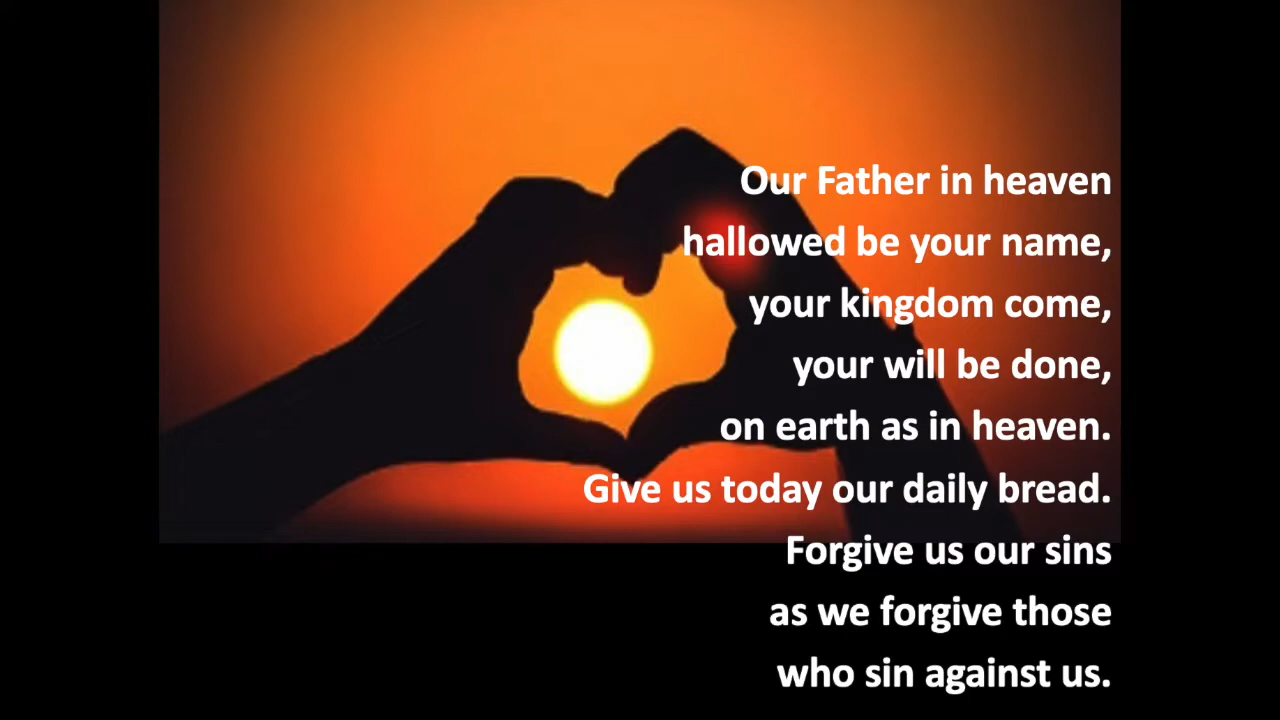 Our Father in heaven
hallowed be your name,
your kingdom come,
your will be done,
on earth as in heaven.
Give us today our daily bread.
Forgive us our sins
as we forgive those
who sin against us.